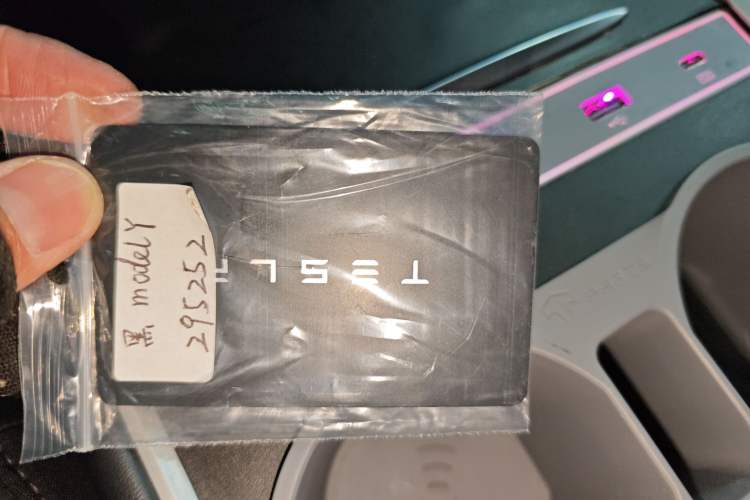 黑 model Y
295252
TESLA